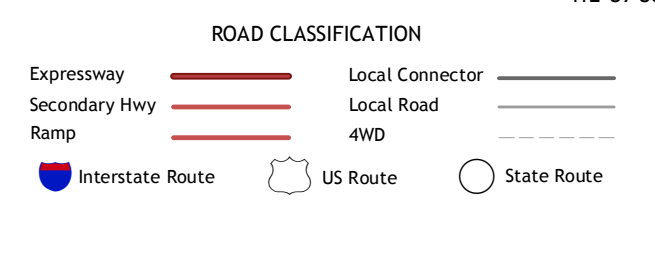 ROAD CLASSIFICATION
Expressway
Local Connector
Secondary Hwy
Local Road
Ramp
4WD
Interstate Route
US Route
State Route